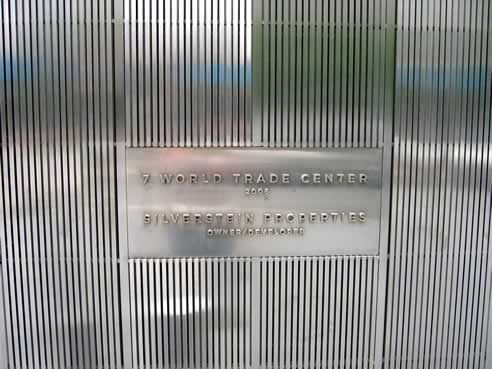 7 WORLD TRADE CENTER
2006
SILVERSTEIN PROPERTIES
OWNER/DEVELOPER